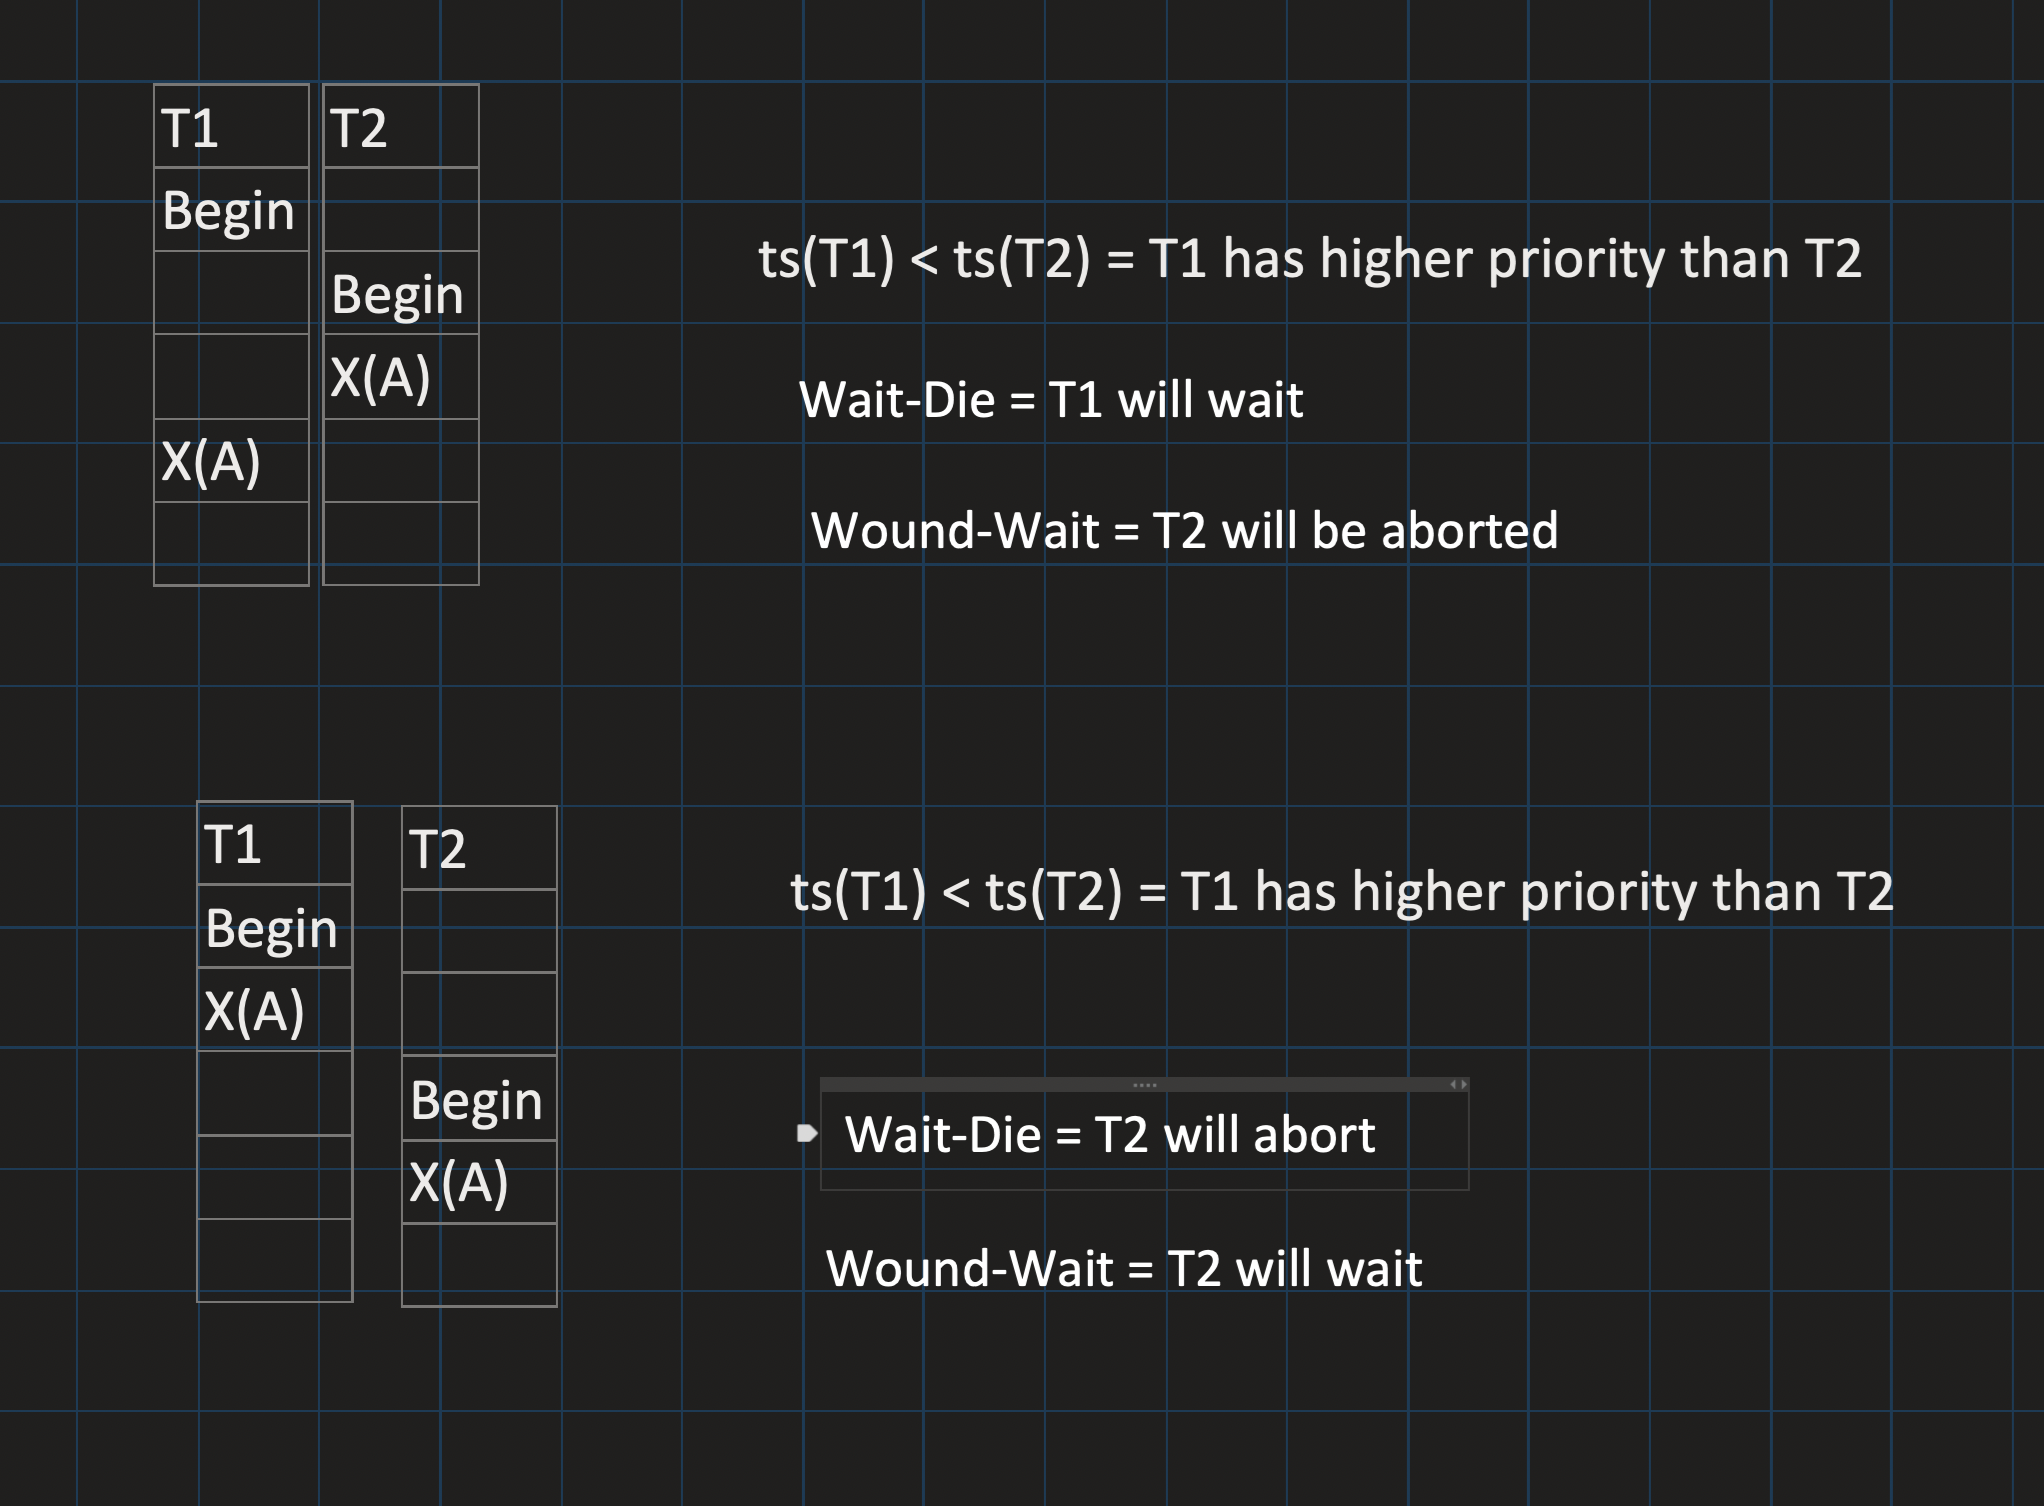 T1 T2
Begin
Begin
X(A)
X(A)
ts(T1) < ts(T2) = T1 has higher priority than T2
Wait-Die = T1 will wait
Wound-Wait = T2 will be aborted
T1 T2
Begin
X(A)
Begin
X(A)
ts(T1) < ts(T2) = T1 has higher priority than T2
Wait-Die = T2 will abort
Wound-Wait = T2 will wait